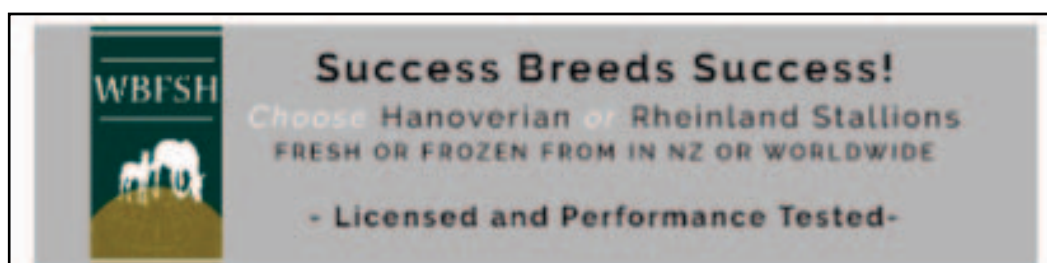 WBFSH
Success Breeds Success!
Choose Hanoverian or Rheinland Stallions
FRESH OR FROZEN FROM IN NZ OR WORLDWIDE
- Licensed and Performance Tested-